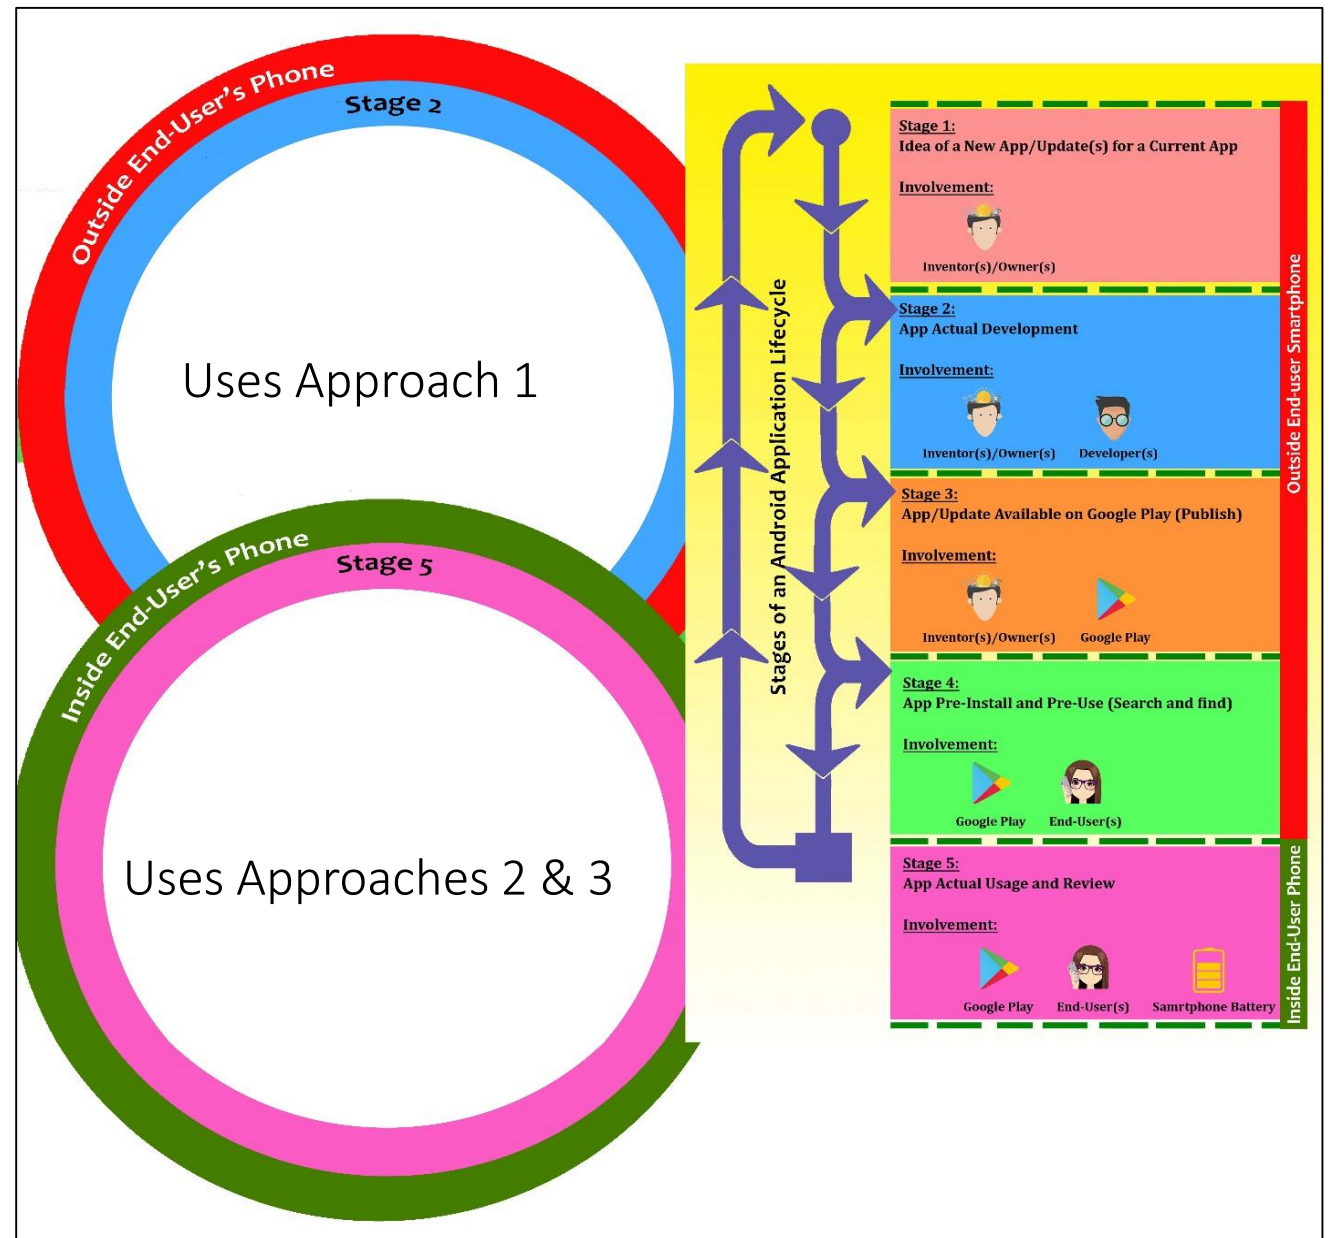 Outside End-User's Phone
Stage 2
Uses Approach 1
Inside End-User's Phone
Stage 5
Uses Approaches 2 & 3
Stages of an Android Application Lifecycle
Stage 1:
Idea of a New App/Update(s) for a Current App
Involvement:
Inventor(s)/Owner(s)
Stage 2:
App Actual Development
Involvement:
Inventor(s)/Owner(s) Developer(s)
Stage 3:
App/Update Available on Google Play (Publish)
Involvement:
Inventor(s)/Owner(s) Google Play
Stage 4:
App Pre-Install and Pre-Use (Search and find)
Involvement:
Google Play End-User(s)
Stage 5:
App Actual Usage and Review
Involvement:
Google Play End-User(s) Samrtphone Battery
Outside End-user Smartphone
Inside End-User Phone